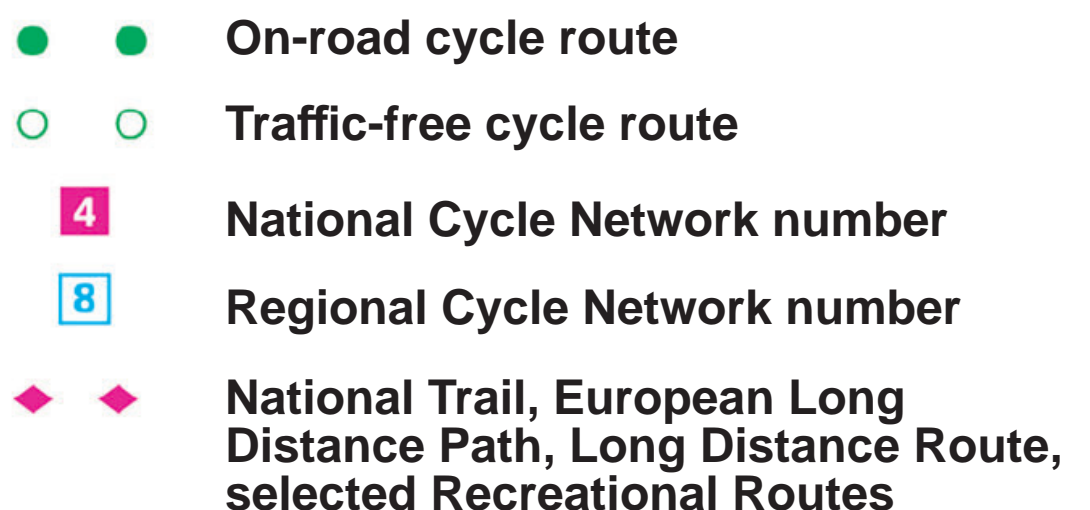 On-road cycle route
Traffic-free cycle route
4
National Cycle Network number
8
Regional Cycle Network number
National Trail, European Long
Distance Path, Long Distance Route,
selected Recreational Routes